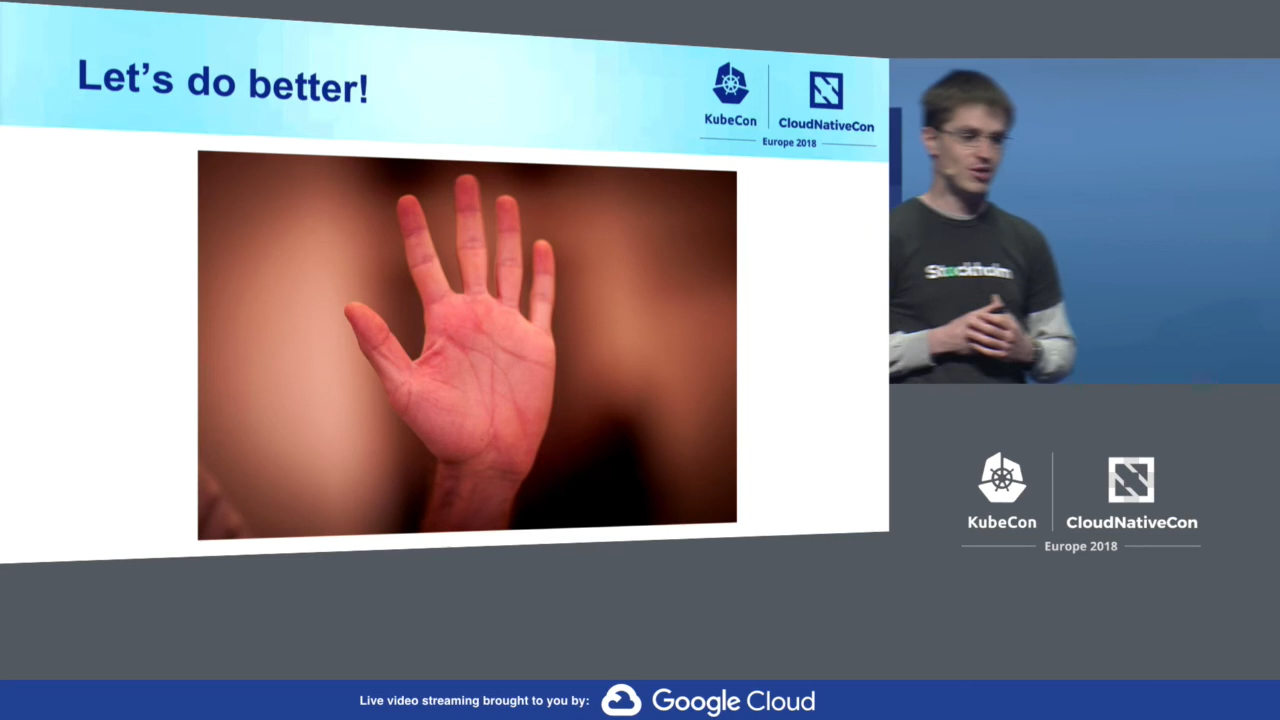 Let's do better!
KubeCon
CloudNativeCon
Europe 2018
Stockholm
KubeCon
CloudNativeCon
Europe 2018
Live video streaming brought to you by:
Google Cloud